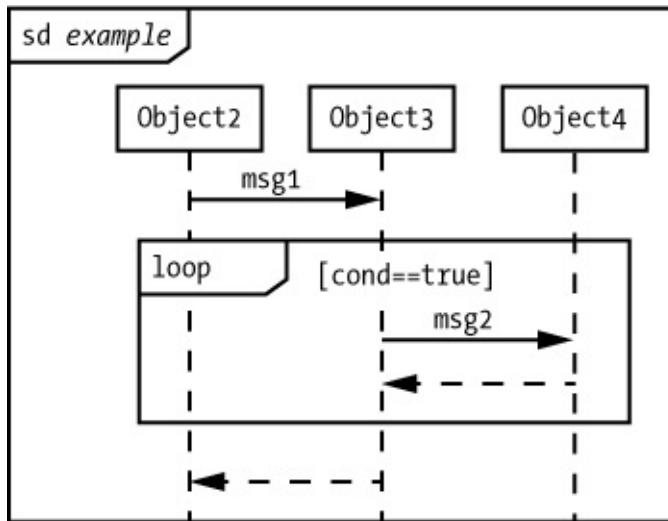 sd example
Object2 Object3 Object4
msg1
loop [cond==true]
msg2